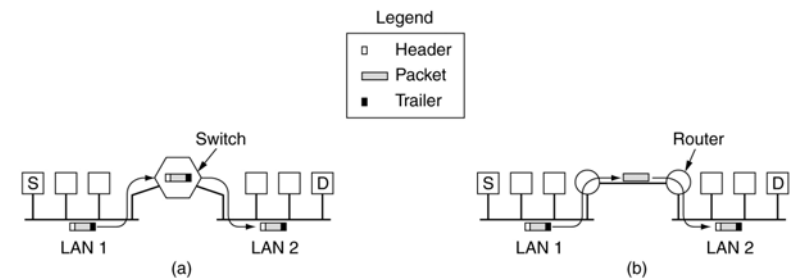 Legend
Header
Packet
Trailer
Switch
S
D
LAN 1
LAN 2
(a)
Router
S
D
LAN 1
LAN 2
(b)